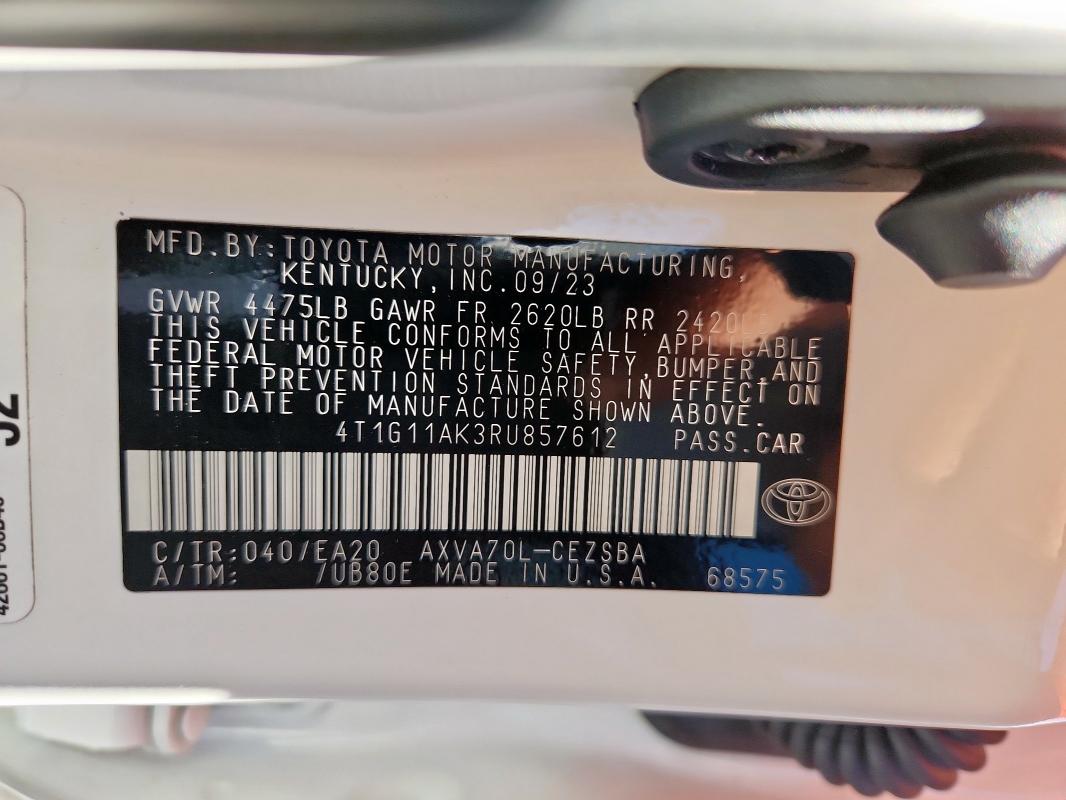 MFD.BY:TOYOTA MOTOR MANUFACTURING,
KENTUCKY,INC.09/23
GVWR 4475LB GAWR FR 2620LB RR 2420LB
THIS VEHICLE CONFORMS TO ALL APPLICABLE
FEDERAL MOTOR VEHICLE SAFETY,BUMPER,AND
THEFT PREVENTION STANDARDS IN EFFECT ON
THE DATE OF MANUFACTURE SHOWN ABOVE.
4T1G11AK3RU857612 PASS.CAR
C/TR:040/EA20 AXVA70L-CEZSBA
A/TM: /UB80E MADE IN U.S.A. 68575